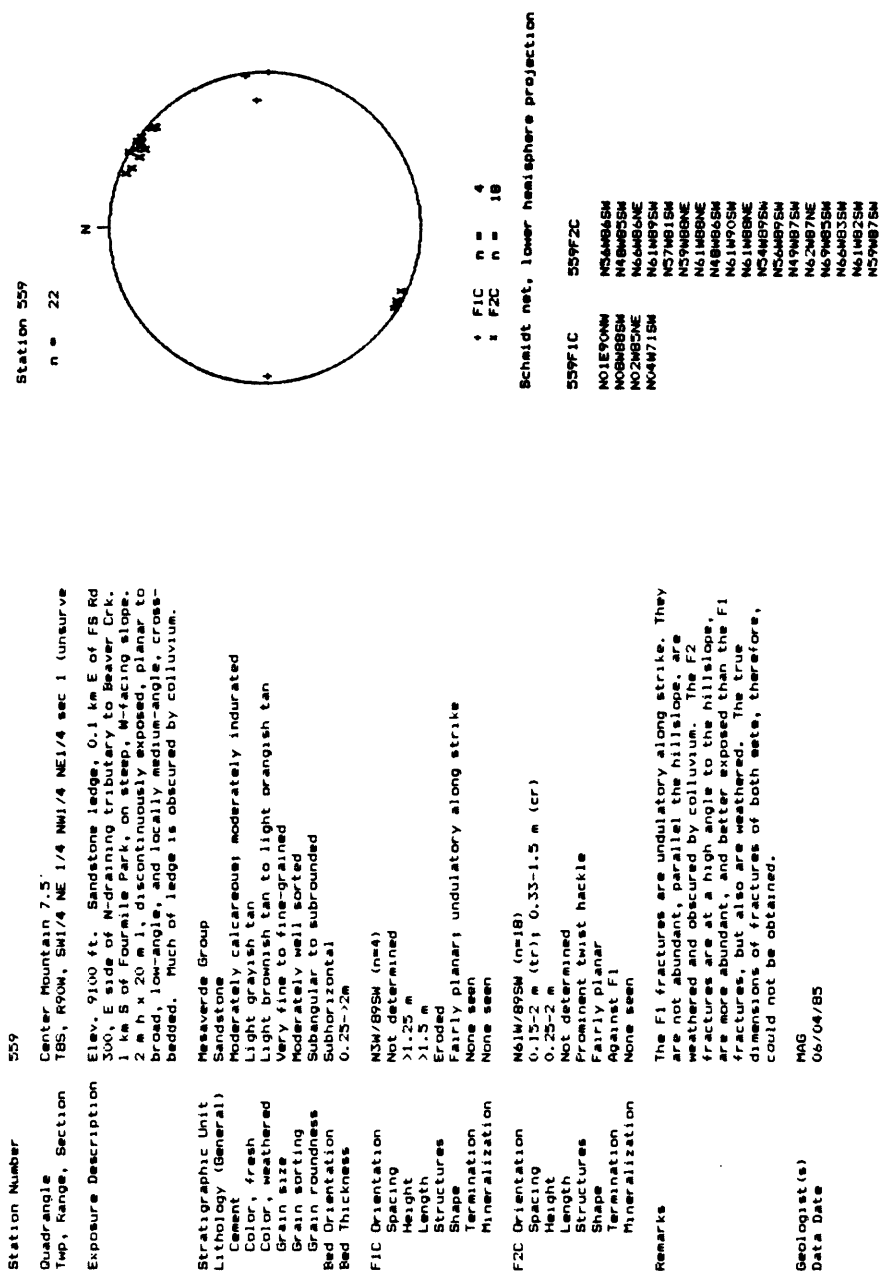 Station Number 559
Quadrangle Center Mountain 7.5'
Twp, Range, Section T8S, R90W, SW1/4 NE 1/4 NW1/4 NE1/4 sec 1 (unsurve
Exposure Description Elev. 9100 ft. Sandstone ledge, 0.1 km E of FS Rd
300, E side of N-draining tributary to Beaver Crk.
1 km S of Fourmile Park, on steep, W-facing slope.
2 m h x 20 m l, discontinuously exposed, planar to
broad, low-angle, and locally medium-angle, cross-
bedded. Much of ledge is obscured by colluvium.
Stratigraphic Unit Mesaverde Group
Lithology (General) Sandstone
Cement Moderately calcareous; moderately indurated
Color, fresh Light grayish tan
Color, weathered Light brownish tan to light orangish tan
Grain size Very fine to fine-grained
Grain sorting Moderately well sorted
Grain roundness Subangular to subrounded
Bed Orientation Subhorizontal
Bed Thickness 0.25->2m
F1C Orientation N3W/89SW (n=4)
Spacing Not determined
Height >1.25 m
Length >1.5 m
Structures Eroded
Shape Fairly planar; undulatory along strike
Termination None seen
Mineralization None seen
F2C Orientation N61W/89SW (n=18)
Spacing 0.15-2 m (tr); 0.33-1.5 m (cr)
Height 0.25-2 m
Length Not determined
Structures Prominent twist hackle
Shape Fairly planar
Termination Against F1
Mineralization None seen
Remarks The F1 fractures are undulatory along strike. They
are not abundant, parallel the hillslope, are
weathered and obscured by colluvium. The F2
fractures are at a high angle to the hillslope,
are more abundant, and better exposed than the F1
fractures, but also are weathered. The true
dimensions of fractures of both sets, therefore,
could not be obtained.
Geologist(s) MAG
Data Date 06/04/85
Station 559
n = 22
N
+ F1C n = 4
x F2C n = 18
Schmidt net, lower hemisphere projection
559F1C 559F2C
N01E90NW N56W86SW
N08W88SW N48W85SW
N02W85NE N66W86NE
N04W71SW N61W89SW
N57W81SW
N59W88NE
N61W88NE
N48W86SW
N61W90SW
N61W88NE
N54W89SW
N56W89SW
N49W87SW
N62W87NE
N69W85SW
N66W83SW
N61W82SW
N59W87SW